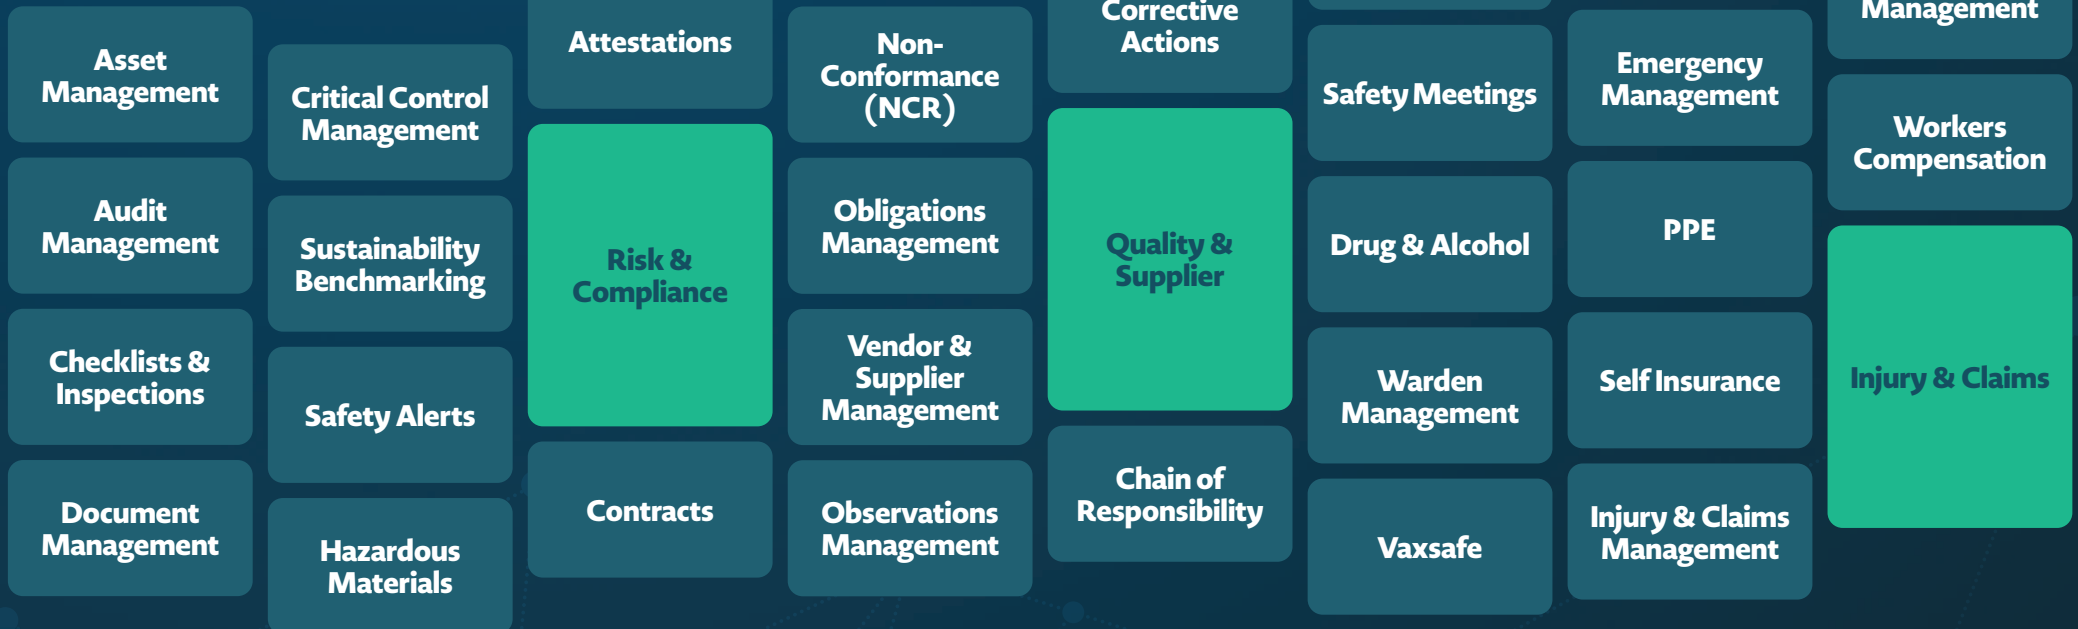 Asset
Management
Audit
Management
Checklists &
Inspections
Document
Management
Critical Control
Management
Sustainability
Benchmarking
Safety Alerts
Hazardous
Materials
Attestations
Risk &
Compliance
Contracts
Non-
Conformance
(NCR)
Obligations
Management
Vendor &
Supplier
Management
Observations
Management
Corrective
Actions
Quality &
Supplier
Chain of
Responsibility
Safety Meetings
Drug & Alcohol
Warden
Management
Vaxsafe
Emergency
Management
PPE
Self Insurance
Injury & Claims
Management
Management
Workers
Compensation
Injury & Claims